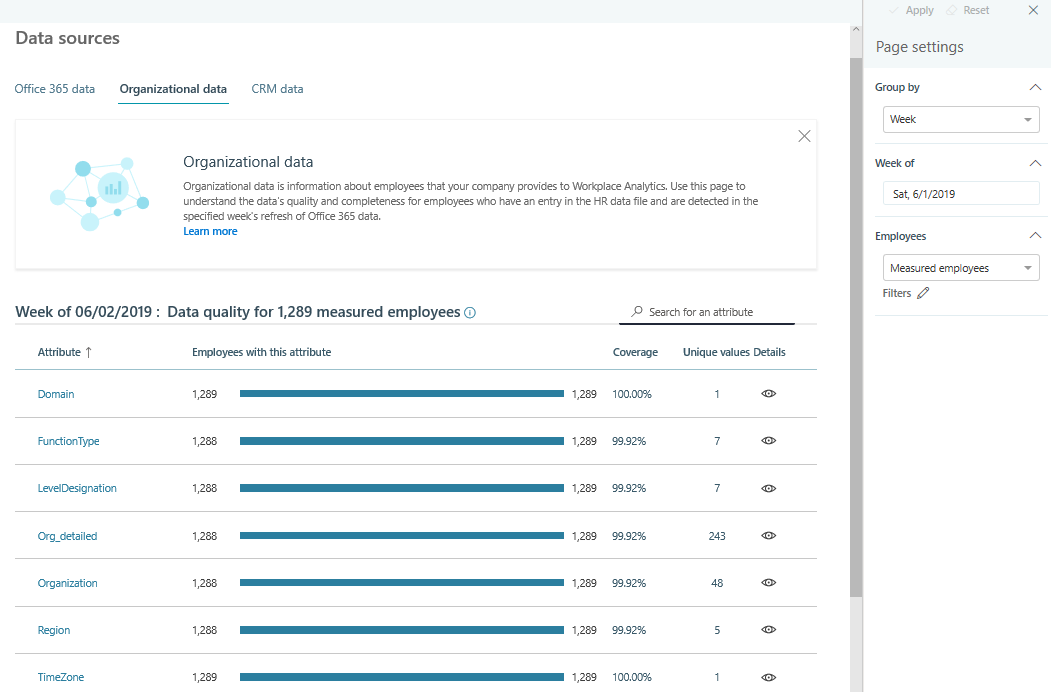 Apply Reset
Data sources
Page settings
Office 365 data Organizational data CRM data
Organizational data
Organizational data is information about employees that your company provides to Workplace Analytics. Use this page to
understand the data's quality and completeness for employees who have an entry in the HR data file and are detected in the
specified week's refresh of Office 365 data.
Learn more
Group by
Week
Week of
Sat, 6/1/2019
Employees
Measured employees
Filters
Week of 06/02/2019 : Data quality for 1,289 measured employees
Search for an attribute
Attribute ↑ Employees with this attribute Coverage Unique values Details
Domain 1,289 1,289 100.00% 1
FunctionType 1,288 1,289 99.92% 7
LevelDesignation 1,288 1,289 99.92% 7
Org_detailed 1,288 1,289 99.92% 243
Organization 1,288 1,289 99.92% 48
Region 1,288 1,289 99.92% 5
TimeZone 1,289 1,289 100.00% 1